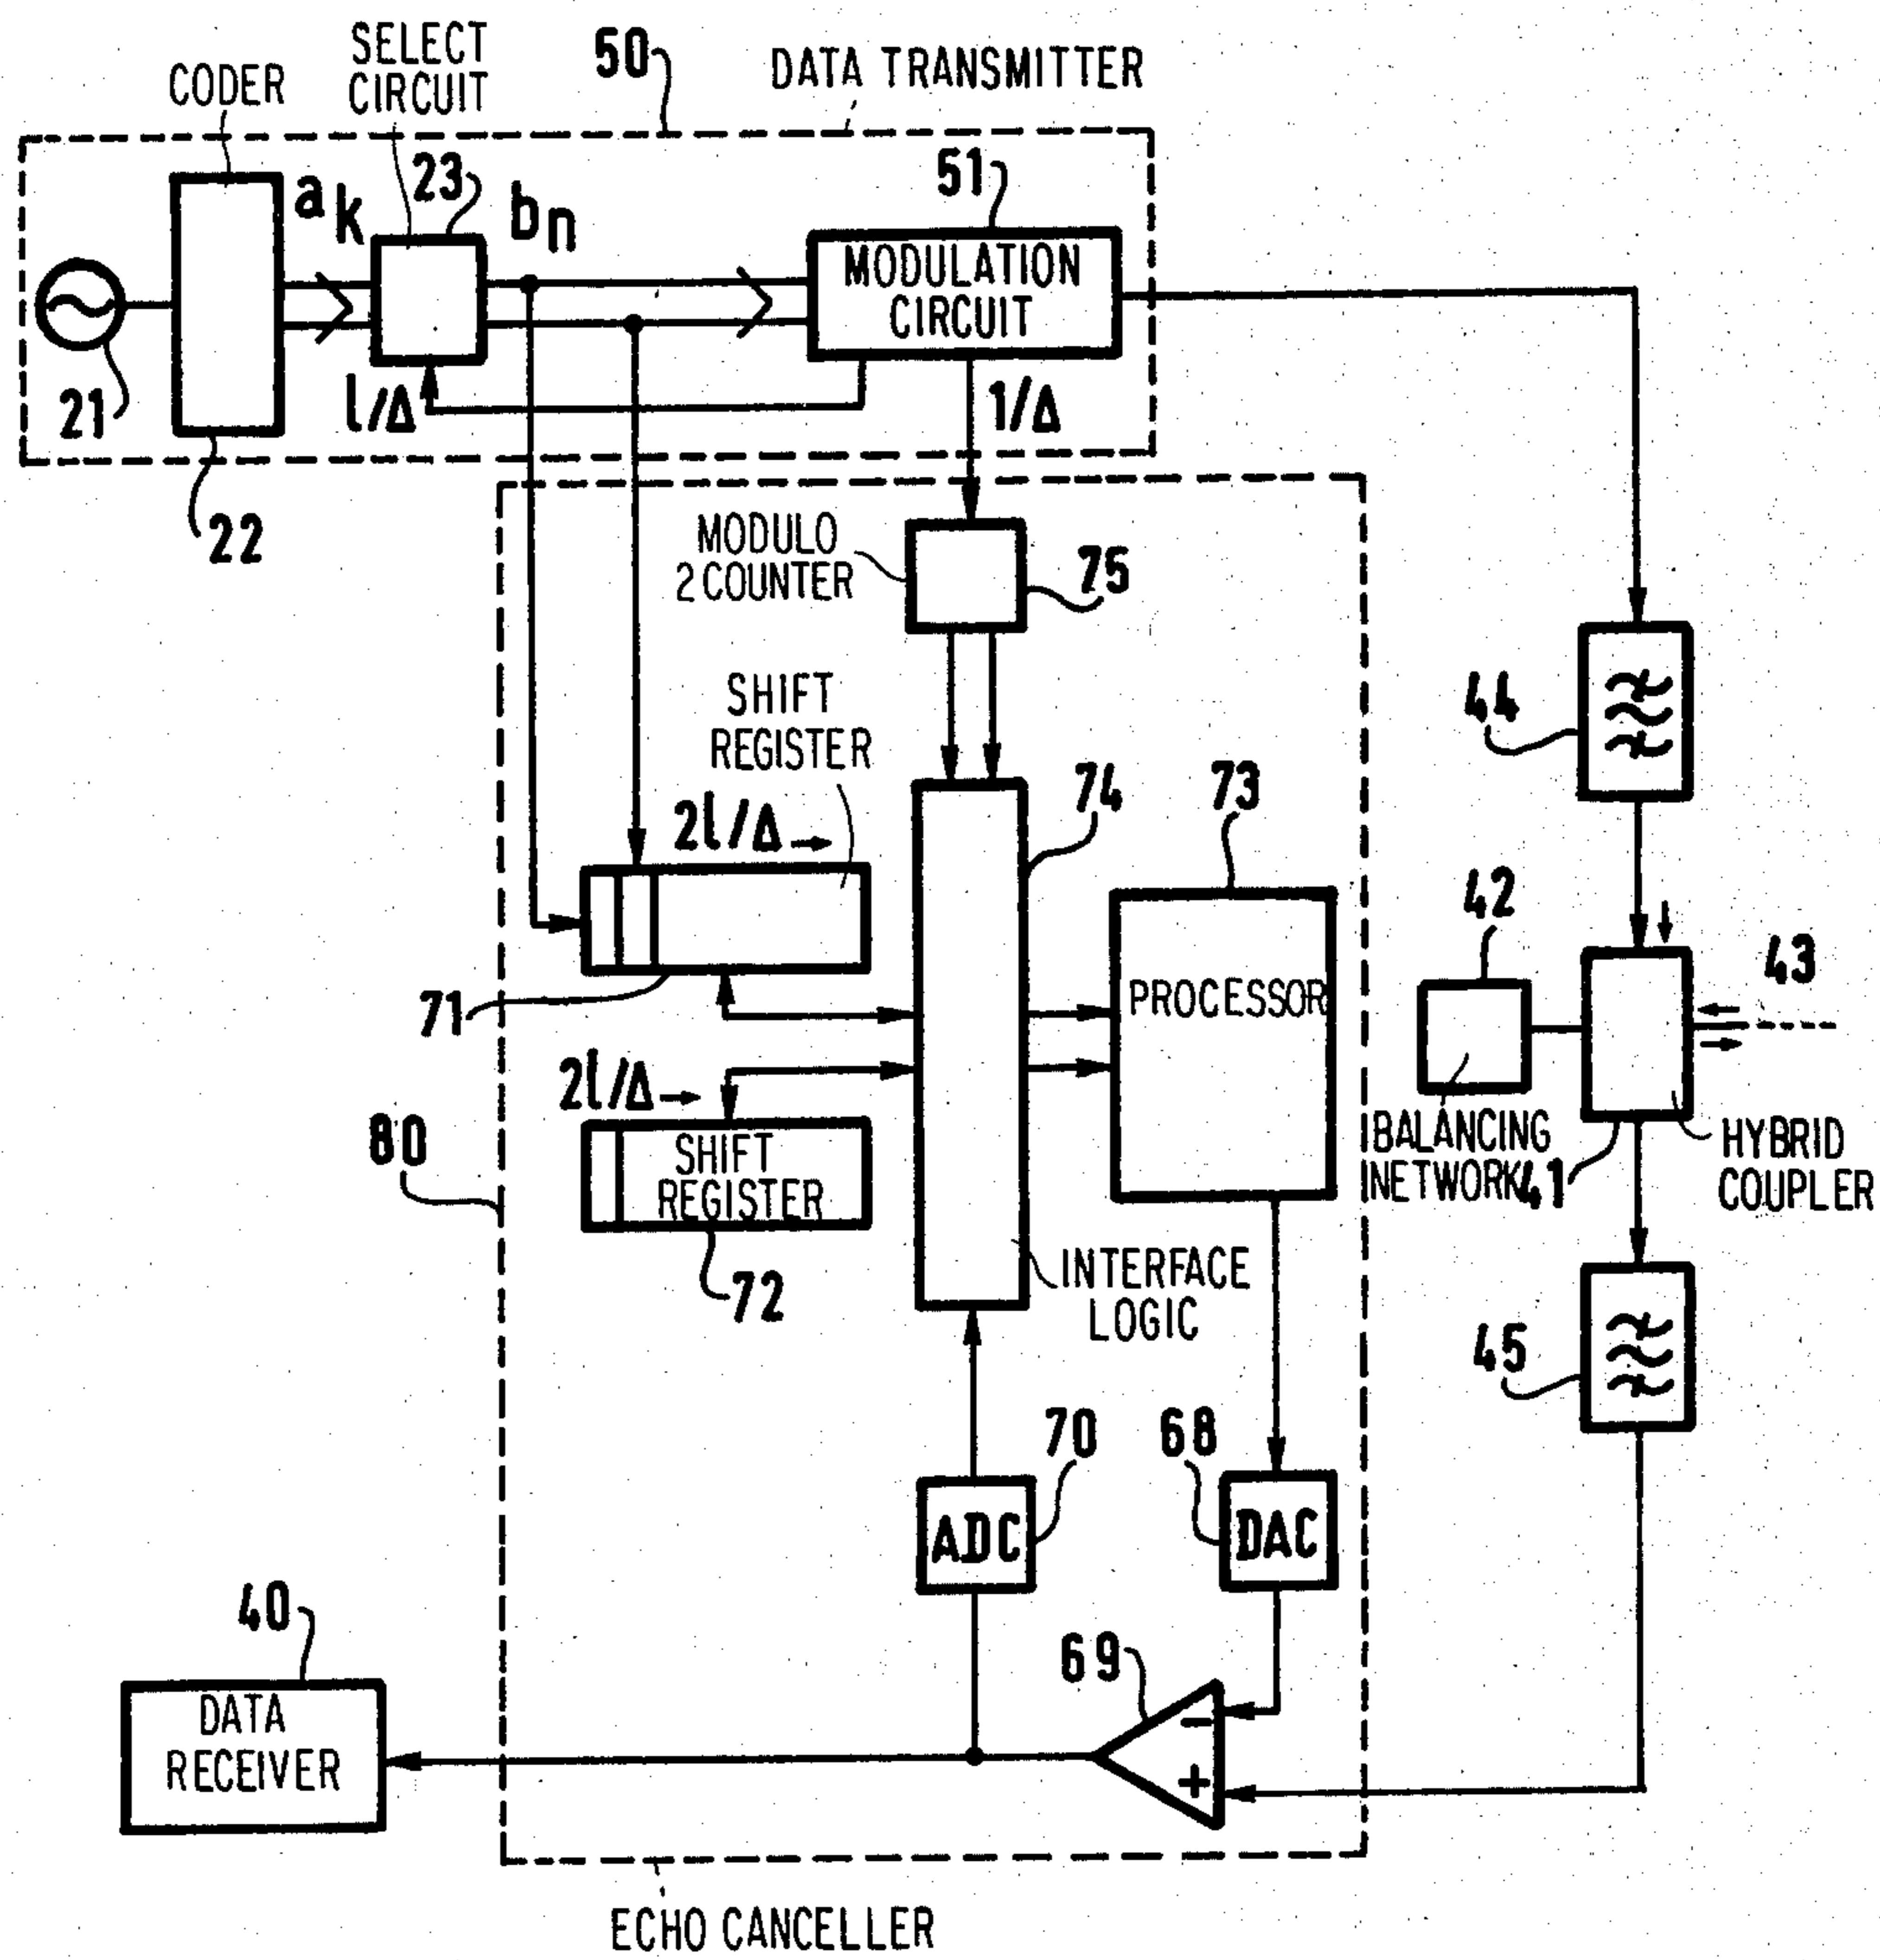 CODER
SELECT
CIRCUIT
50
DATA TRANSMITTER
ak
23
bn
51
MODULATION
CIRCUIT
21
l/Δ
1/Δ
22
MODULO
2 COUNTER
75
SHIFT
REGISTER
44
2l/Δ
74
73
42
43
71
PROCESSOR
2l/Δ
80
SHIFT
REGISTER
BALANCING
NETWORK
41
HYBRID
COUPLER
72
INTERFACE
LOGIC
45
70
68
ADC
DAC
40
69
DATA
RECEIVER
−
+
ECHO CANCELLER